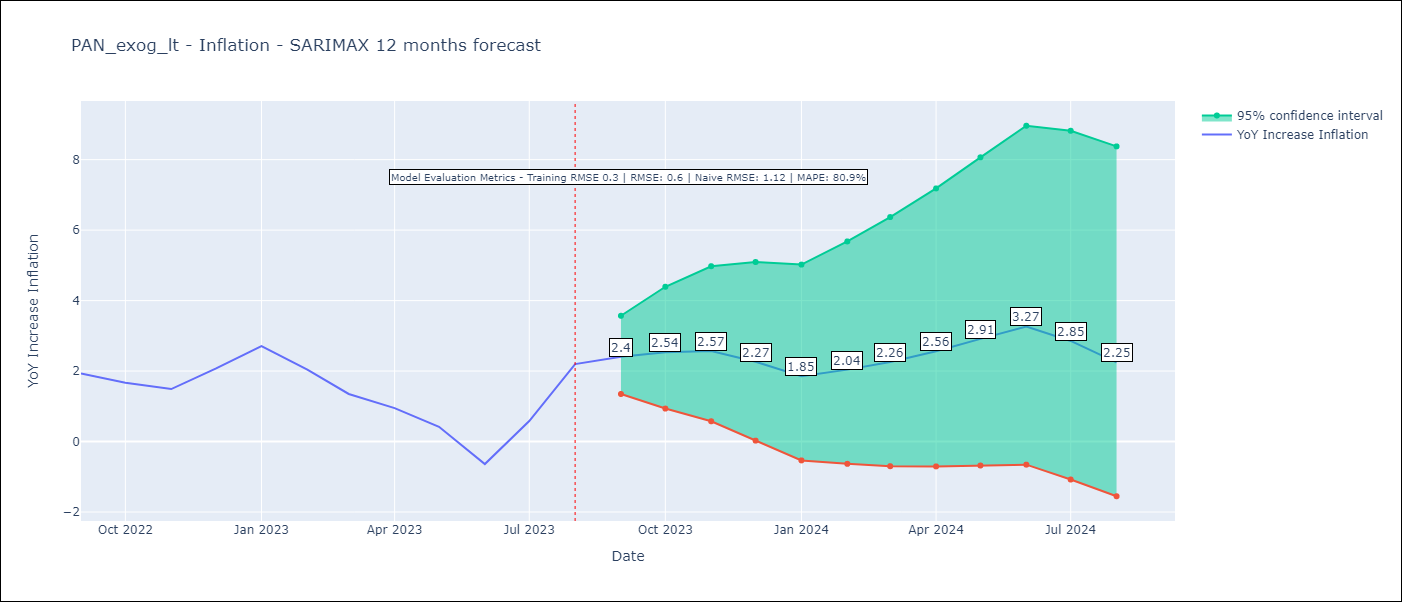 PAN_exog_lt - Inflation - SARIMAX 12 months forecast
95% confidence interval
YoY Increase Inflation
Model Evaluation Metrics - Training RMSE 0.3 | RMSE: 0.6 | Naive RMSE: 1.12 | MAPE: 80.9%
YoY Increase Inflation
8
6
4
2
0
−2
2.4
2.54
2.57
2.27
1.85
2.04
2.26
2.56
2.91
3.27
2.85
2.25
Oct 2022
Jan 2023
Apr 2023
Jul 2023
Oct 2023
Jan 2024
Apr 2024
Jul 2024
Date